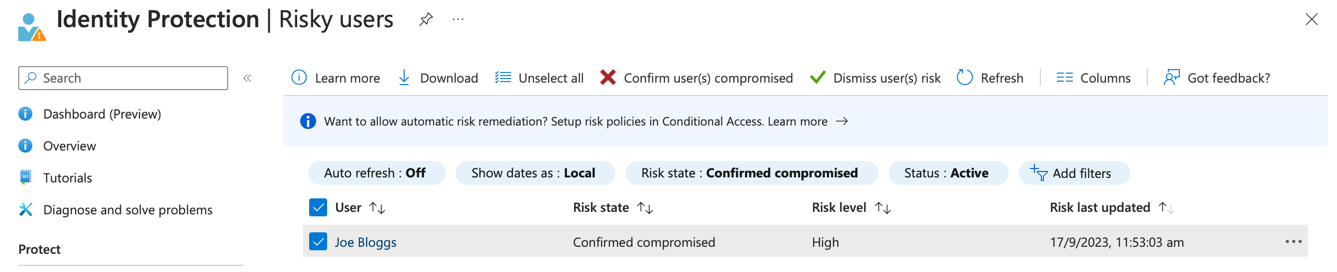 Identity Protection | Risky users
Search
Learn more Download Unselect all Confirm user(s) compromised Dismiss user(s) risk Refresh Columns Got feedback?
Dashboard (Preview)
Want to allow automatic risk remediation? Setup risk policies in Conditional Access. Learn more →
Overview
Tutorials
Auto refresh : Off Show dates as : Local Risk state : Confirmed compromised Status : Active Add filters
Diagnose and solve problems
User Risk state Risk level Risk last updated
Protect
Joe Bloggs Confirmed compromised High 17/9/2023, 11:53:03 am